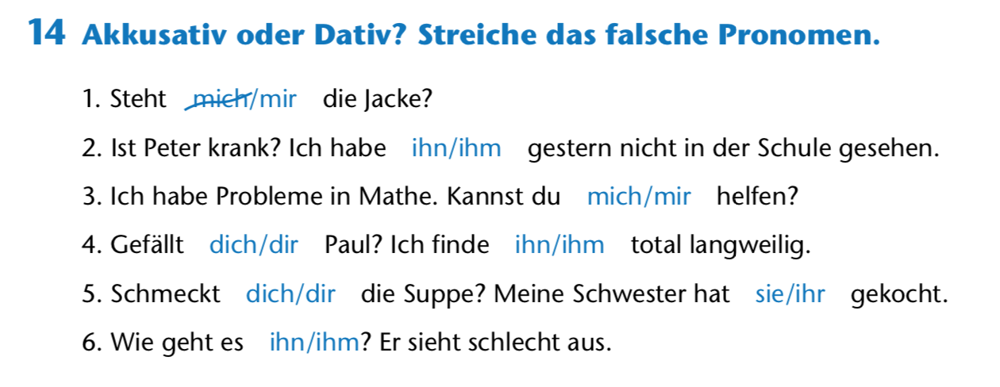 14 Akkusativ oder Dativ? Streiche das falsche Pronomen.
1. Steht mich/mir die Jacke?
2. Ist Peter krank? Ich habe ihn/ihm gestern nicht in der Schule gesehen.
3. Ich habe Probleme in Mathe. Kannst du mich/mir helfen?
4. Gefällt dich/dir Paul? Ich finde ihn/ihm total langweilig.
5. Schmeckt dich/dir die Suppe? Meine Schwester hat sie/ihr gekocht.
6. Wie geht es ihn/ihm? Er sieht schlecht aus.